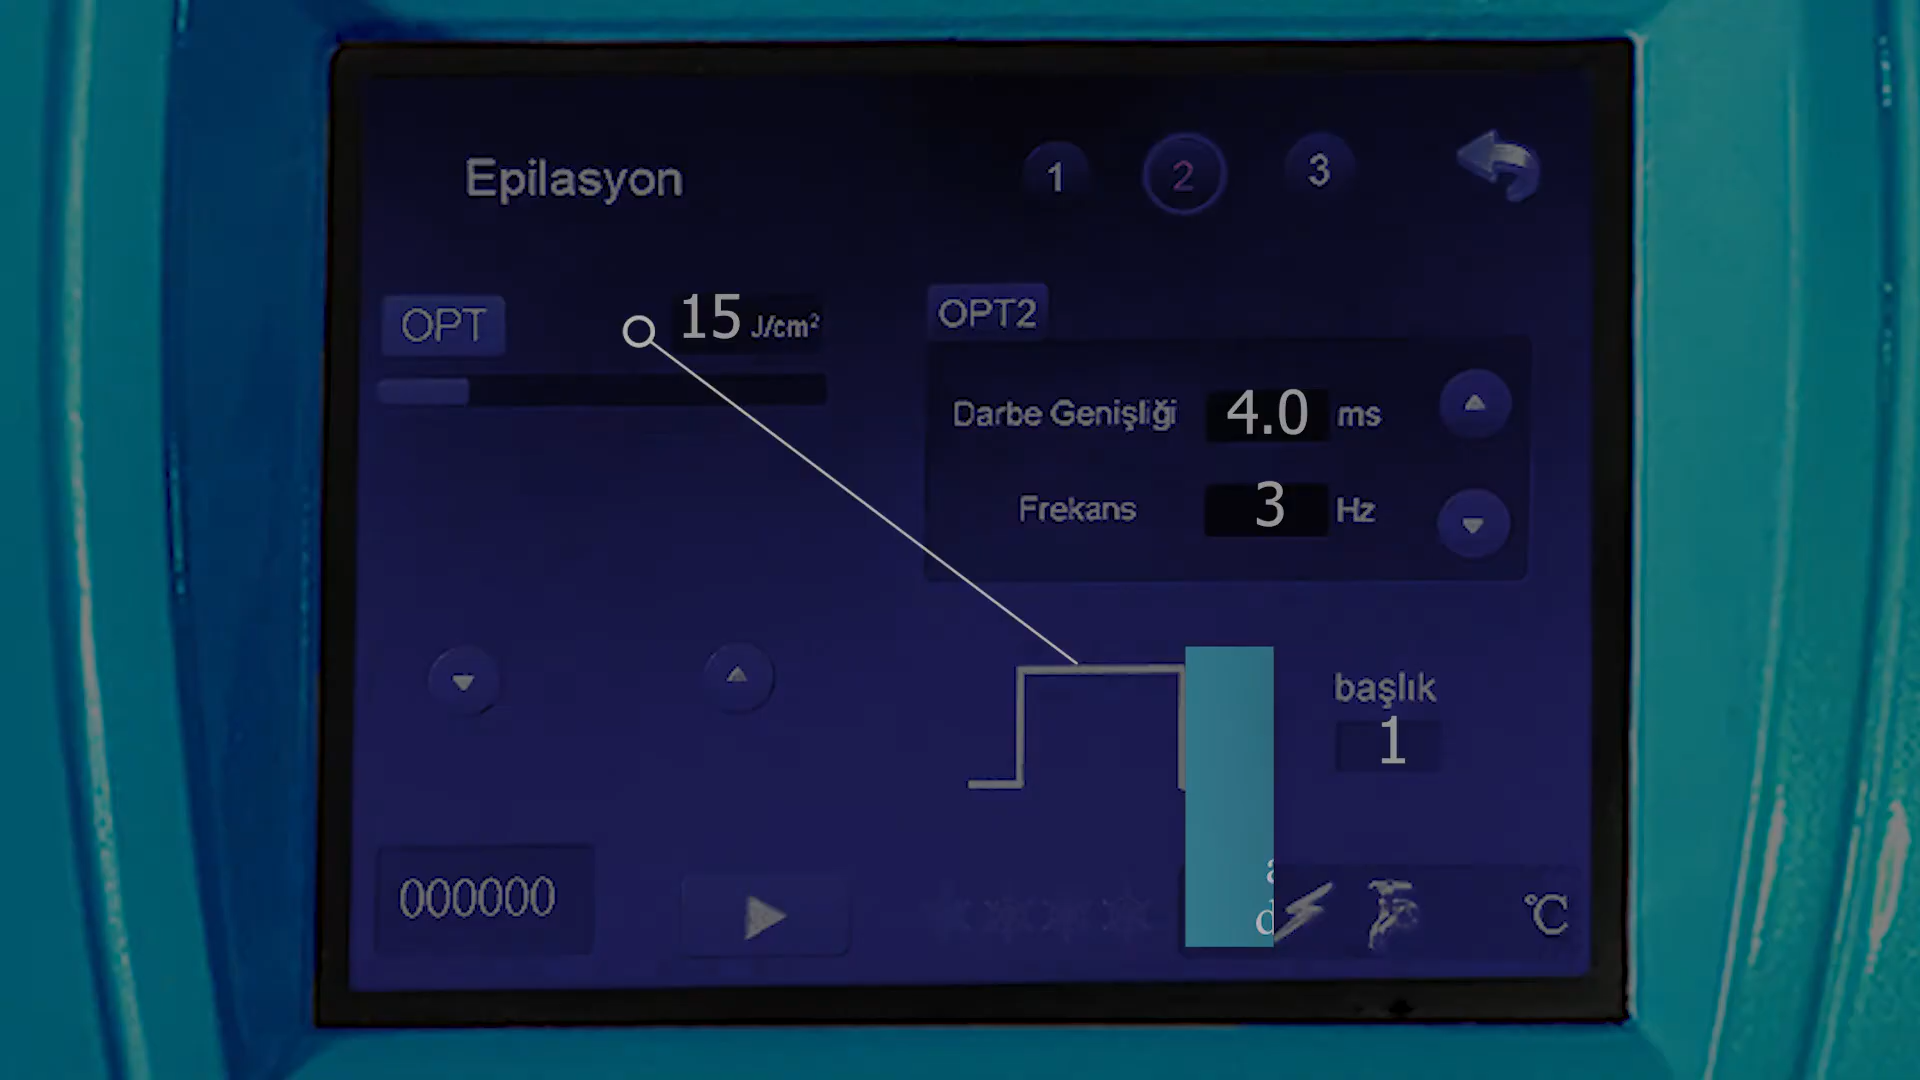 Epilasyon
1
2
3
OPT
15 J/cm²
OPT2
Darbe Genişliği 4.0 ms
Frekans 3 Hz
başlık
1
000000
℃